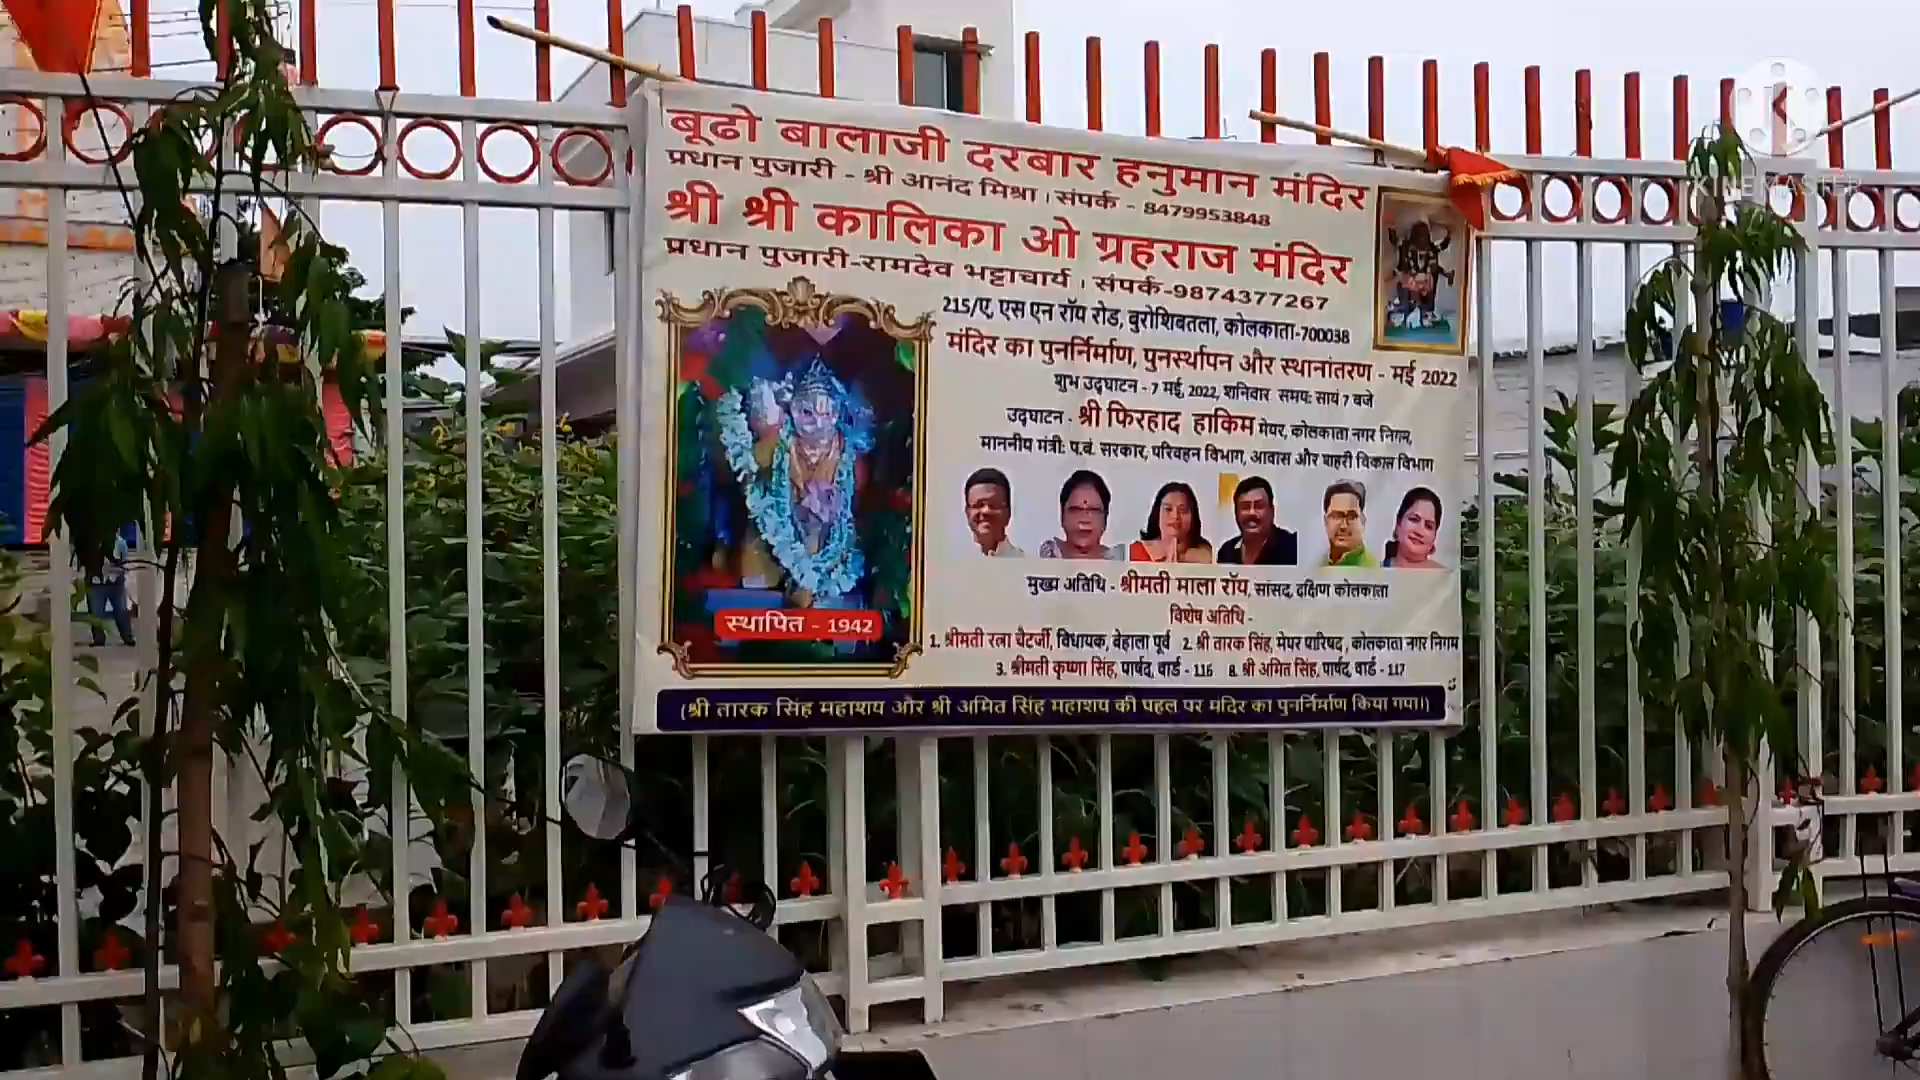 बूढो बालाजी दरबार हनुमान मंदिर
प्रधान पुजारी - श्री आनंद मिश्रा । संपर्क - 8479953848
श्री श्री कालिका ओ ग्रहराज मंदिर
प्रधान पुजारी-रामदेव भट्टाचार्य । संपर्क-9874377267
215/ए, एस एन रॉय रोड, बुरोशिबतला, कोलकाता-700038
मंदिर का पुनर्निर्माण, पुनर्स्थापन और स्थानांतरण - मई 2022
शुभ उद्घाटन - 7 मई, 2022, शनिवार समय: सायं 7 बजे
उद्घाटन - श्री फिरहाद हाकिम मेयर, कोलकाता नगर निगम,
माननीय मंत्री: प.बं. सरकार, परिवहन विभाग, आवास और शहरी विकास विभाग
मुख्य अतिथि - श्रीमती माला रॉय, सांसद, दक्षिण कोलकाता
विशेष अतिथि -
1. श्रीमती रत्ना चैटर्जी, विधायक, बेहाला पूर्व 2. श्री तारक सिंह, मेयर पारिषद, कोलकाता नगर निगम
3. श्रीमती कृष्णा सिंह, पार्षद, वार्ड - 116 8. श्री अमित सिंह, पार्षद, वार्ड - 117
स्थापित - 1942
(श्री तारक सिंह महाशय और श्री अमित सिंह महाशय की पहल पर मंदिर का पुनर्निर्माण किया गया।)
KINEMASTER